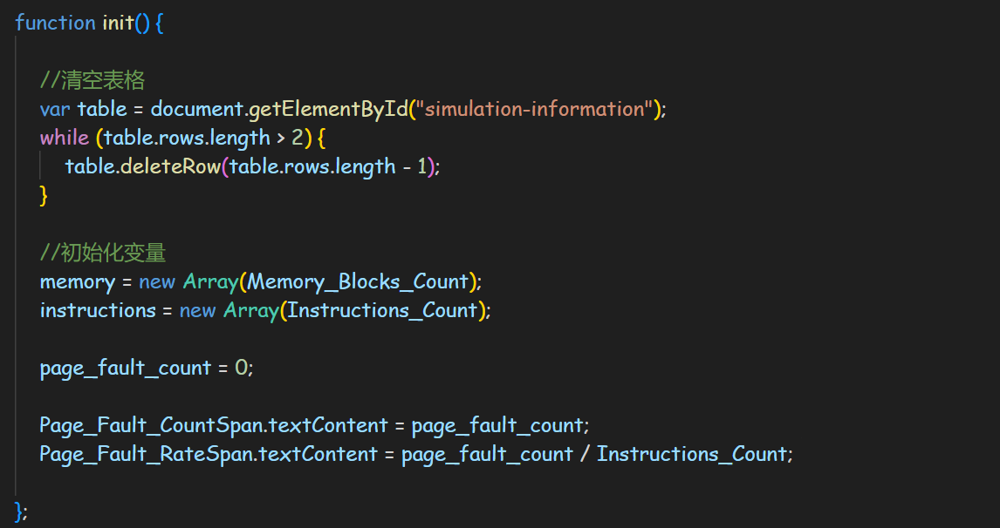 function init() {
//清空表格
var table = document.getElementById("simulation-information");
while (table.rows.length > 2) {
table.deleteRow(table.rows.length - 1);
}
//初始化变量
memory = new Array(Memory_Blocks_Count);
instructions = new Array(Instructions_Count);
page_fault_count = 0;
Page_Fault_CountSpan.textContent = page_fault_count;
Page_Fault_RateSpan.textContent = page_fault_count / Instructions_Count;
};